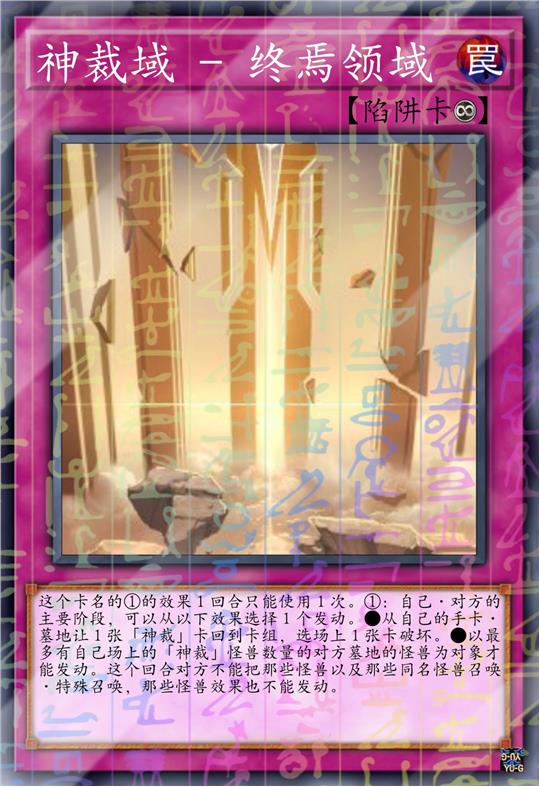 神裁域 - 终焉领域 罠
【陷阱卡♾】
这个卡名的①的效果1回合只能使用1次。①：自己·对方的
主要阶段，可以从以下效果选择1个发动。●从自己的手卡·
墓地让1张「神裁」卡回到卡组，选场上1张卡破坏。●以最
多有自己场上的「神裁」怪兽数量的对方墓地的怪兽为对象才
能发动。这个回合对方不能把那些怪兽以及那些同名怪兽召唤
·特殊召唤，那些怪兽效果也不能发动。